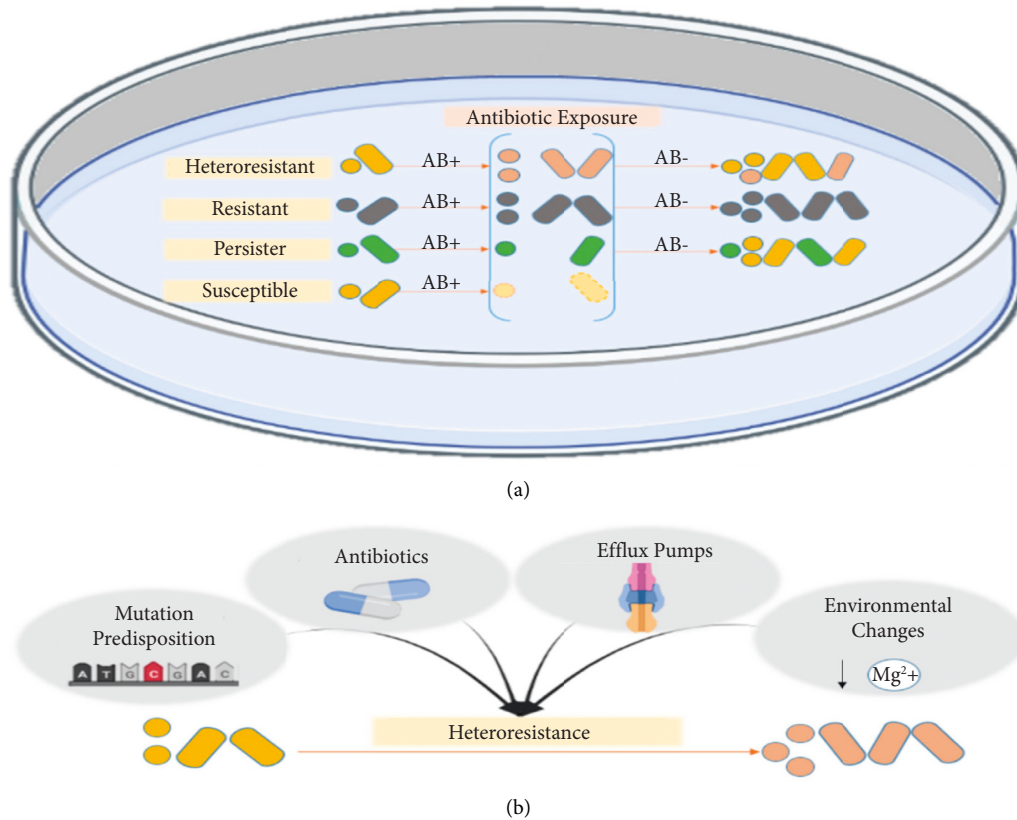 Antibiotic Exposure
Heteroresistant AB+ AB-
Resistant AB+ AB-
Persister AB+ AB-
Susceptible AB+
(a)
Antibiotics
Efflux Pumps
Mutation
Predisposition
A T G C G A C
Environmental
Changes
Mg²+
Heteroresistance
(b)